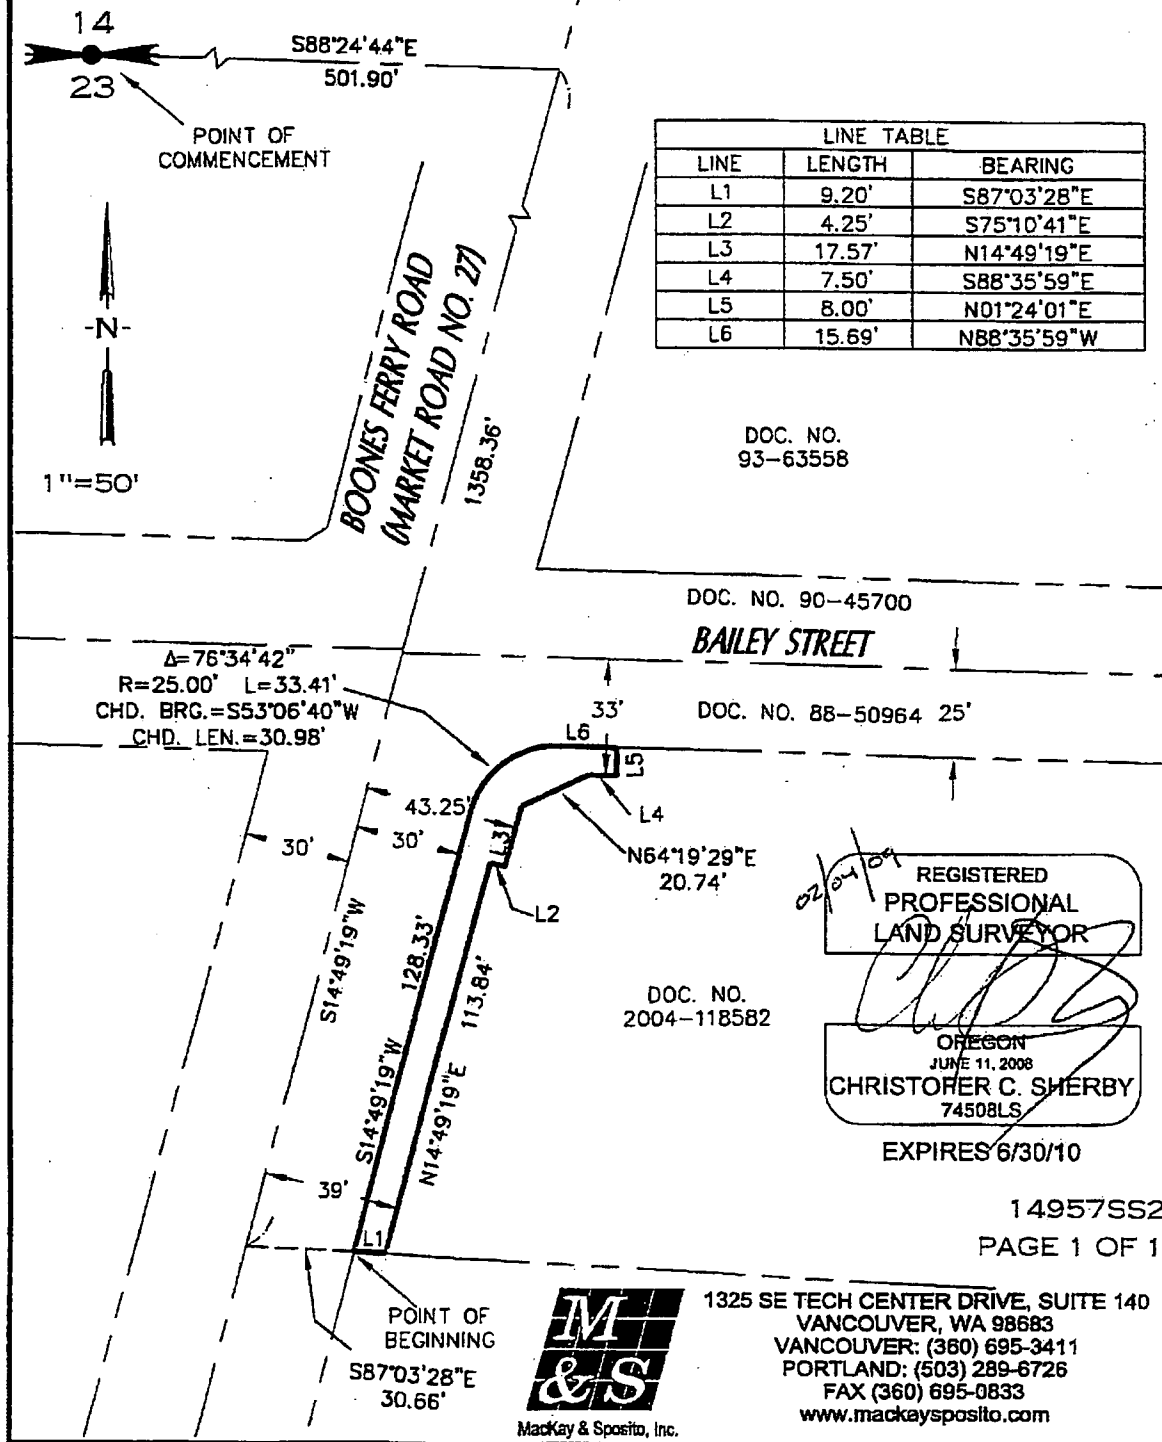 14
23
S88°24'44"E
501.90'
POINT OF
COMMENCEMENT
LINE TABLE
LINE LENGTH BEARING
L1 9.20' S87°03'28"E
L2 4.25' S75°10'41"E
L3 17.57' N14°49'19"E
L4 7.50' S88°35'59"E
L5 8.00' N01°24'01"E
L6 15.69' N88°35'59"W
-N-
1"=50'
BOONES FERRY ROAD
(MARKET ROAD NO. 27)
1358.36'
DOC. NO.
93-63558
DOC. NO. 90-45700
BAILEY STREET
Δ=76°34'42"
R=25.00' L=33.41'
CHD. BRG.=S53°06'40"W
CHD. LEN.=30.98'
33'
DOC. NO. 88-50964 25'
L6
L5
L4
43.25'
30'
30'
L3
N64°19'29"E
20.74'
L2
S14°49'19"W
128.33'
113.84'
S14°49'19"W
N14°49'19"E
DOC. NO.
2004-118582
02/04/09
REGISTERED
PROFESSIONAL
LAND SURVEYOR
OREGON
JUNE 11, 2008
CHRISTOFER C. SHERBY
74508LS
EXPIRES 6/30/10
39'
L1
14957SS2
PAGE 1 OF 1
POINT OF
BEGINNING
S87°03'28"E
30.66'
M
& S
MacKay & Sposito, Inc.
1325 SE TECH CENTER DRIVE, SUITE 140
VANCOUVER, WA 98683
VANCOUVER: (360) 695-3411
PORTLAND: (503) 289-6726
FAX (360) 695-0833
www.mackaysposito.com